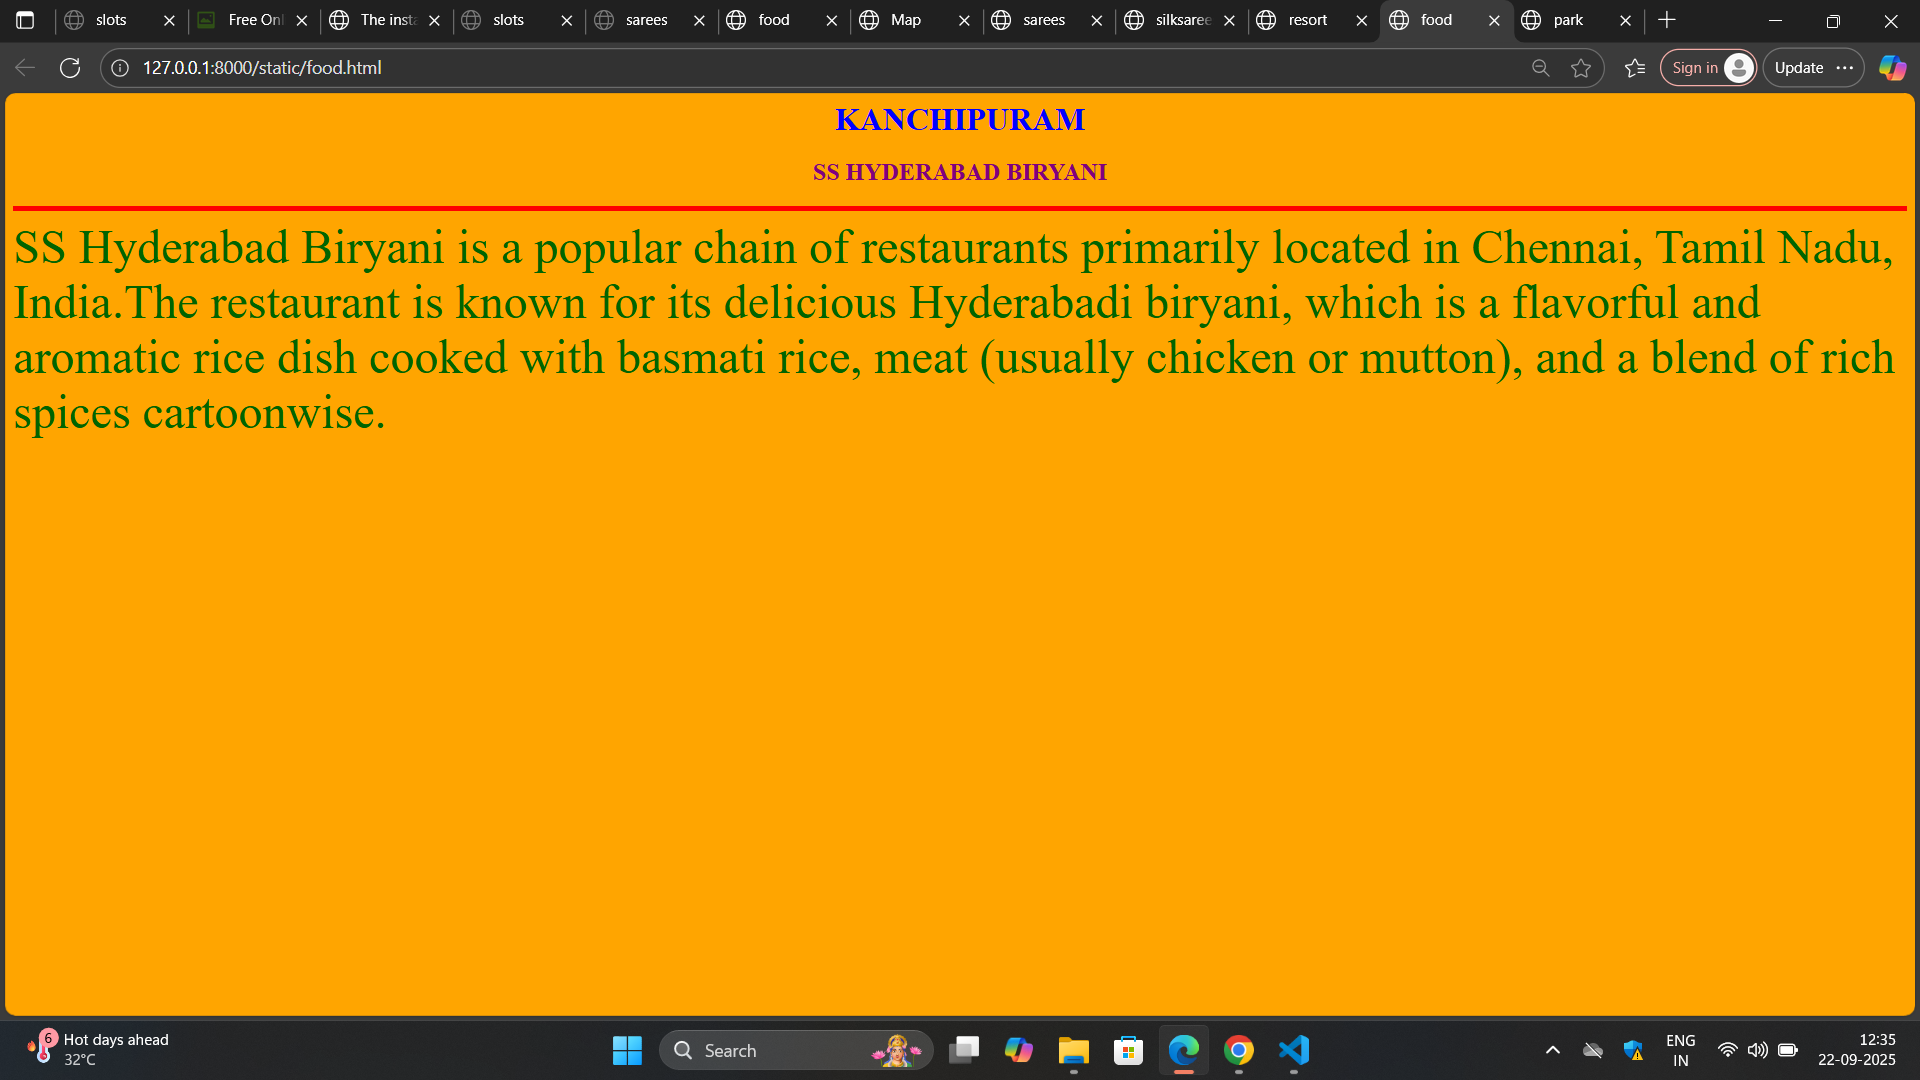 slots
Free Onl
The insta
slots
sarees
food
Map
sarees
silksaree
resort
food
park
127.0.0.1:8000/static/food.html
Sign in
Update
KANCHIPURAM
SS HYDERABAD BIRYANI
SS Hyderabad Biryani is a popular chain of restaurants primarily located in Chennai, Tamil Nadu,
India.The restaurant is known for its delicious Hyderabadi biryani, which is a flavorful and
aromatic rice dish cooked with basmati rice, meat (usually chicken or mutton), and a blend of rich
spices cartoonwise.
6
Hot days ahead
32°C
Search
ENG
IN
12:35
22-09-2025